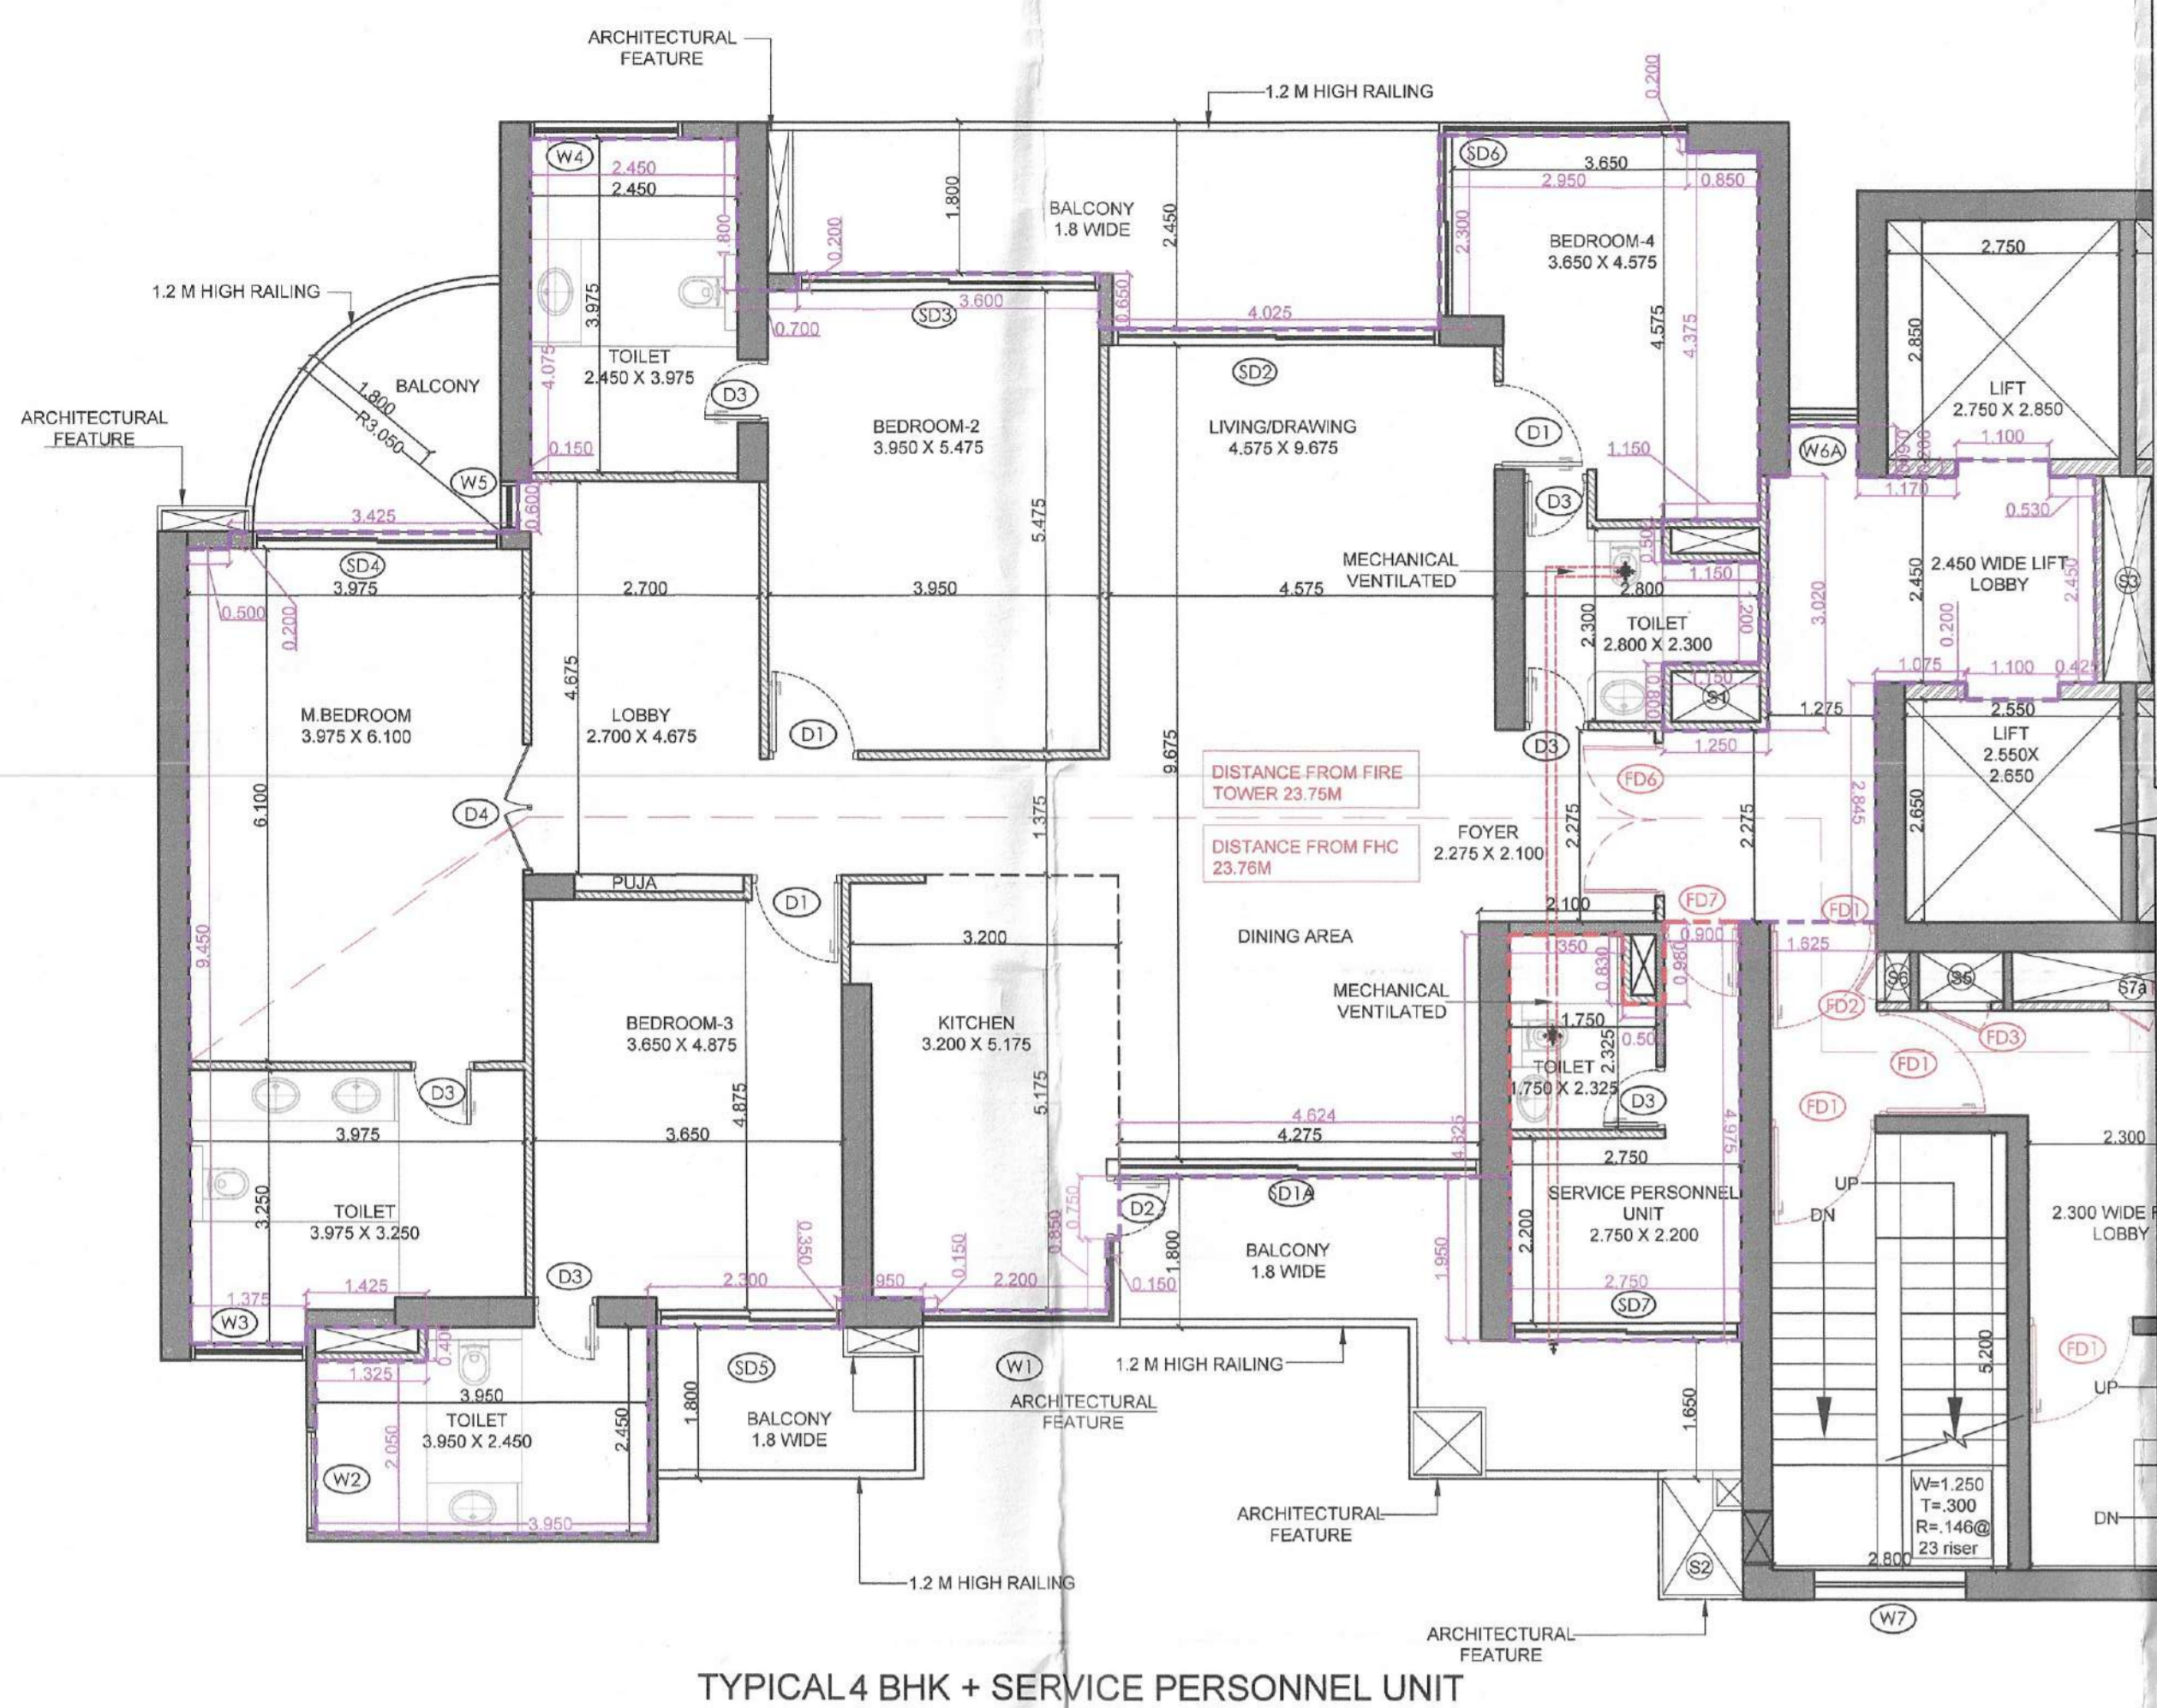 ARCHITECTURAL
FEATURE
1.2 M HIGH RAILING
0.200
W4
2.450
2.450
1.800
BALCONY
1.8 WIDE
2.450
SD6
3.650
2.950
0.850
2.300
BEDROOM-4
3.650 X 4.575
4.575
4.375
2.750
2.850
LIFT
2.750 X 2.850
1.2 M HIGH RAILING
1.800
0.200
3.975
4.075
TOILET
2.450 X 3.975
0.700
3.600
SD3
0.650
4.025
SD2
D3
BALCONY
1.800
R3.050
ARCHITECTURAL
FEATURE
W5
0.150
0.600
BEDROOM-2
3.950 X 5.475
LIVING/DRAWING
4.575 X 9.675
D1
1.150
W6A
1.100
1.170
0.530
D3
3.425
SD4
3.975
0.500
0.200
2.700
3.950
5.475
4.575
MECHANICAL
VENTILATED
0.500
1.150
2.800
2.300
1.200
TOILET
2.800 X 2.300
3.020
2.450
2.450 WIDE LIFT
LOBBY
0.200
2.450
S3
1.075
1.100
0.425
4.675
M.BEDROOM
3.975 X 6.100
LOBBY
2.700 X 4.675
D1
0.800
1.150
S1
1.275
2.550
LIFT
2.550X
2.650
D3
1.250
9.675
DISTANCE FROM FIRE
TOWER 23.75M
FD6
6.100
D4
1.375
DISTANCE FROM FHC
23.76M
FOYER
2.275 X 2.100
2.275
2.275
2.845
2.650
PUJA
D1
2.100
FD7
FD1
9.450
3.200
DINING AREA
1.350
0.830
0.900
0.980
1.625
MECHANICAL
VENTILATED
FD2
S6
S5
S7a
BEDROOM-3
3.650 X 4.875
KITCHEN
3.200 X 5.175
1.750
2.325
TOILET
1.750 X 2.325
D3
FD3
FD1
FD1
D3
4.875
5.175
3.975
3.650
4.624
4.275
4.825
4.975
2.300
2.750
3.250
TOILET
3.975 X 3.250
0.750
D2
SD1A
SERVICE PERSONNEL
UNIT
2.750 X 2.200
2.200
UP
DN
2.300 WIDE
LOBBY
D3
0.350
0.850
0.150
1.800
BALCONY
1.8 WIDE
1.950
1.425
1.375
W3
2.300
.950
0.150
2.200
2.750
SD7
1.325
3.950
TOILET
3.950 X 2.450
2.050
2.450
W2
3.950
1.800
SD5
BALCONY
1.8 WIDE
W1
1.2 M HIGH RAILING
ARCHITECTURAL
FEATURE
1.650
5.200
FD1
UP
DN
ARCHITECTURAL
FEATURE
W=1.250
T=.300
R=.146@
23 riser
2.800
S2
1.2 M HIGH RAILING
W7
ARCHITECTURAL
FEATURE
TYPICAL 4 BHK + SERVICE PERSONNEL UNIT